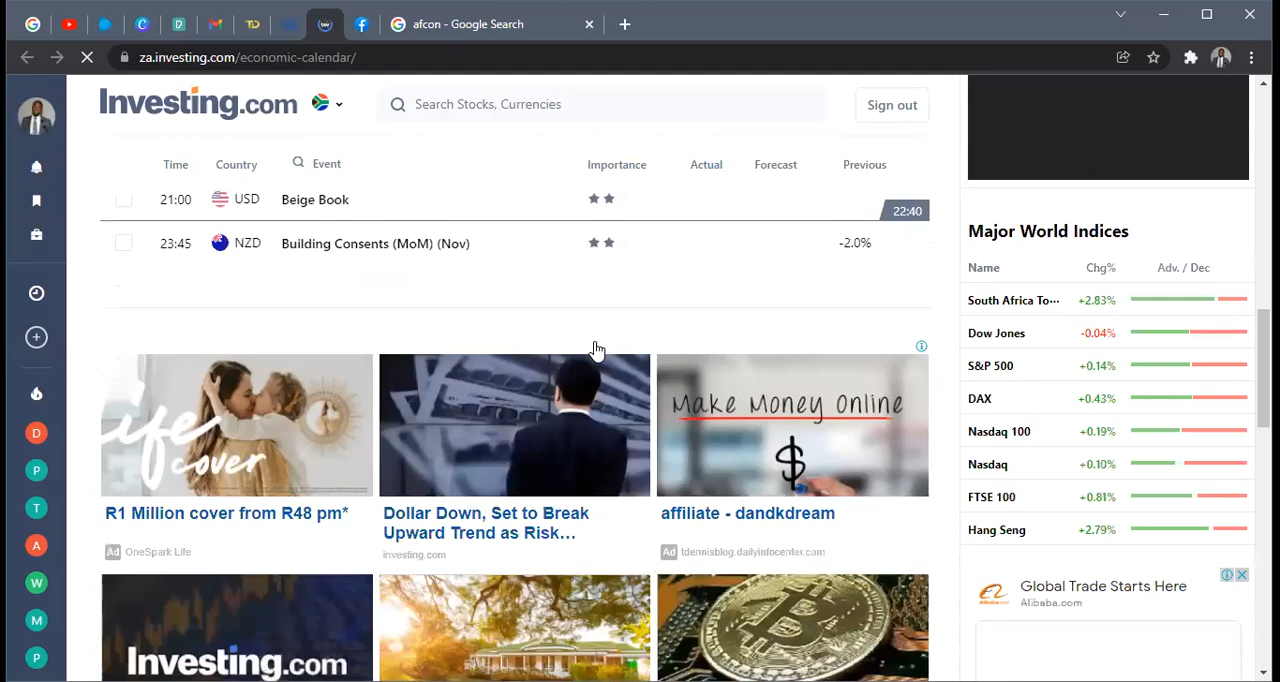 afcon - Google Search
za.investing.com/economic-calendar/
Investing.com
Search Stocks, Currencies
Sign out
Time Country Event Importance Actual Forecast Previous
21:00 USD Beige Book
22:40
23:45 NZD Building Consents (MoM) (Nov) -2.0%
Major World Indices
Name Chg% Adv. / Dec
South Africa To...
+2.83%
Dow Jones -0.04%
S&P 500 +0.14%
DAX +0.43%
Nasdaq 100 +0.19%
Nasdaq +0.10%
FTSE 100 +0.81%
Hang Seng +2.79%
life
cover
Make Money Online
$
R1 Million cover from R48 pm*
Ad OneSpark Life
Dollar Down, Set to Break
Upward Trend as Risk...
investing.com
affiliate - dandkdream
Ad tdennisblog.dailyinfocenter.com
Investing.com
Global Trade Starts Here
Alibaba.com
D
P
T
A
W
M
P